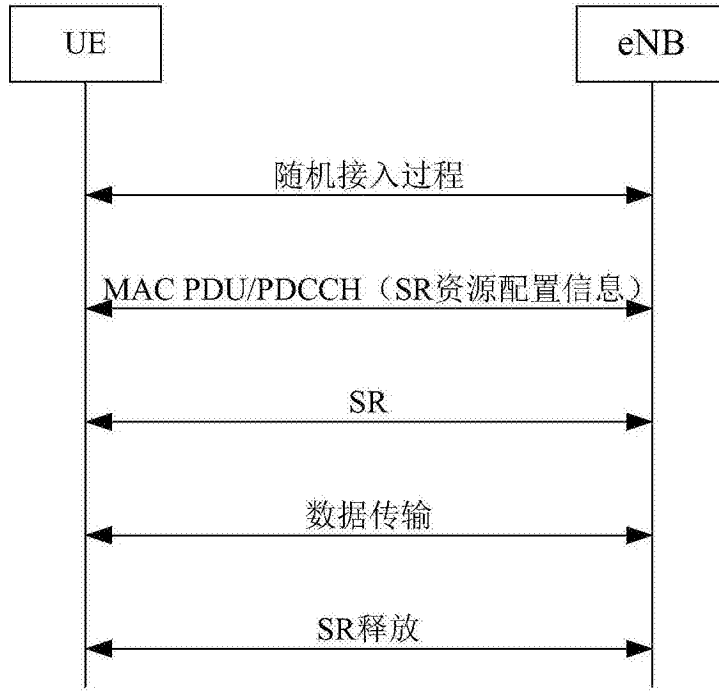 UE
eNB
随机接入过程
MAC PDU/PDCCH（SR资源配置信息）
SR
数据传输
SR释放